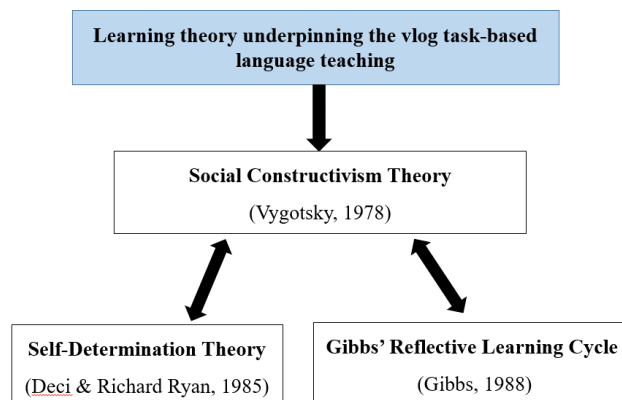 Learning theory underpinning the vlog task-based
language teaching
Social Constructivism Theory
(Vygotsky, 1978)
Self-Determination Theory
(Deci & Richard Ryan, 1985)
Gibbs’ Reflective Learning Cycle
(Gibbs, 1988)